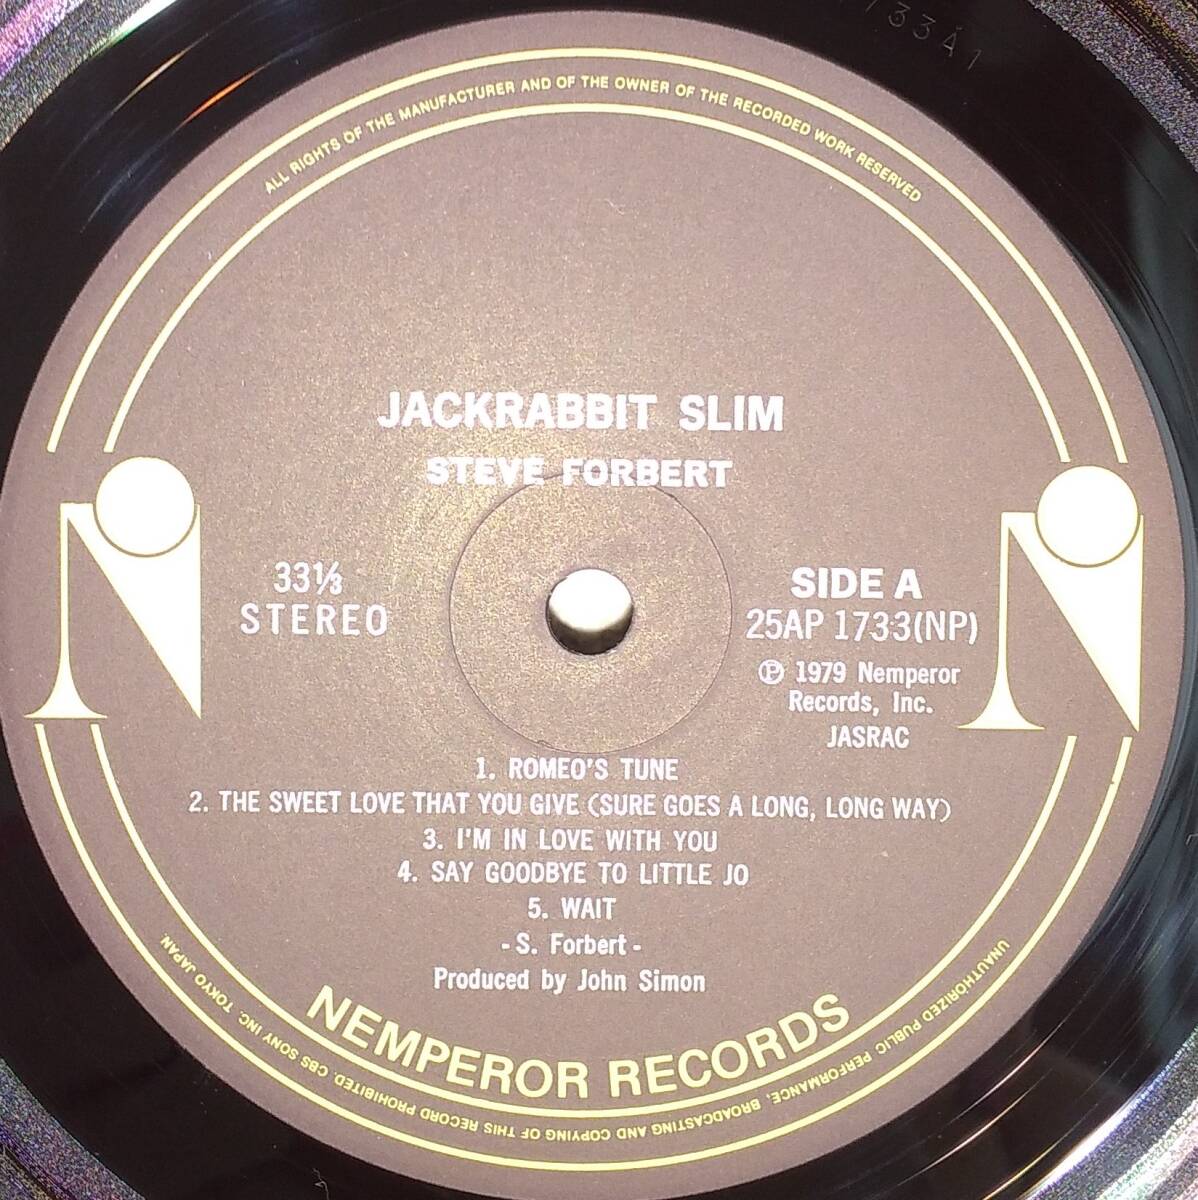 733A1
ALL RIGHTS OF THE MANUFACTURER AND OF THE OWNER OF THE RECORDED WORK RESERVED
JACKRABBIT SLIM
STEVE FORBERT
33⅓
STEREO
SIDE A
25AP 1733(NP)
℗ 1979 Nemperor
Records, Inc.
JASRAC
1. ROMEO'S TUNE
2. THE SWEET LOVE THAT YOU GIVE (SURE GOES A LONG, LONG WAY)
3. I'M IN LOVE WITH YOU
4. SAY GOODBYE TO LITTLE JO
5. WAIT
- S. Forbert -
Produced by John Simon
NEMPEROR RECORDS
UNAUTHORIZED PUBLIC PERFORMANCE, BROADCASTING AND COPYING OF THIS RECORD PROHIBITED. CBS SONY INC. TOKYO JAPAN.